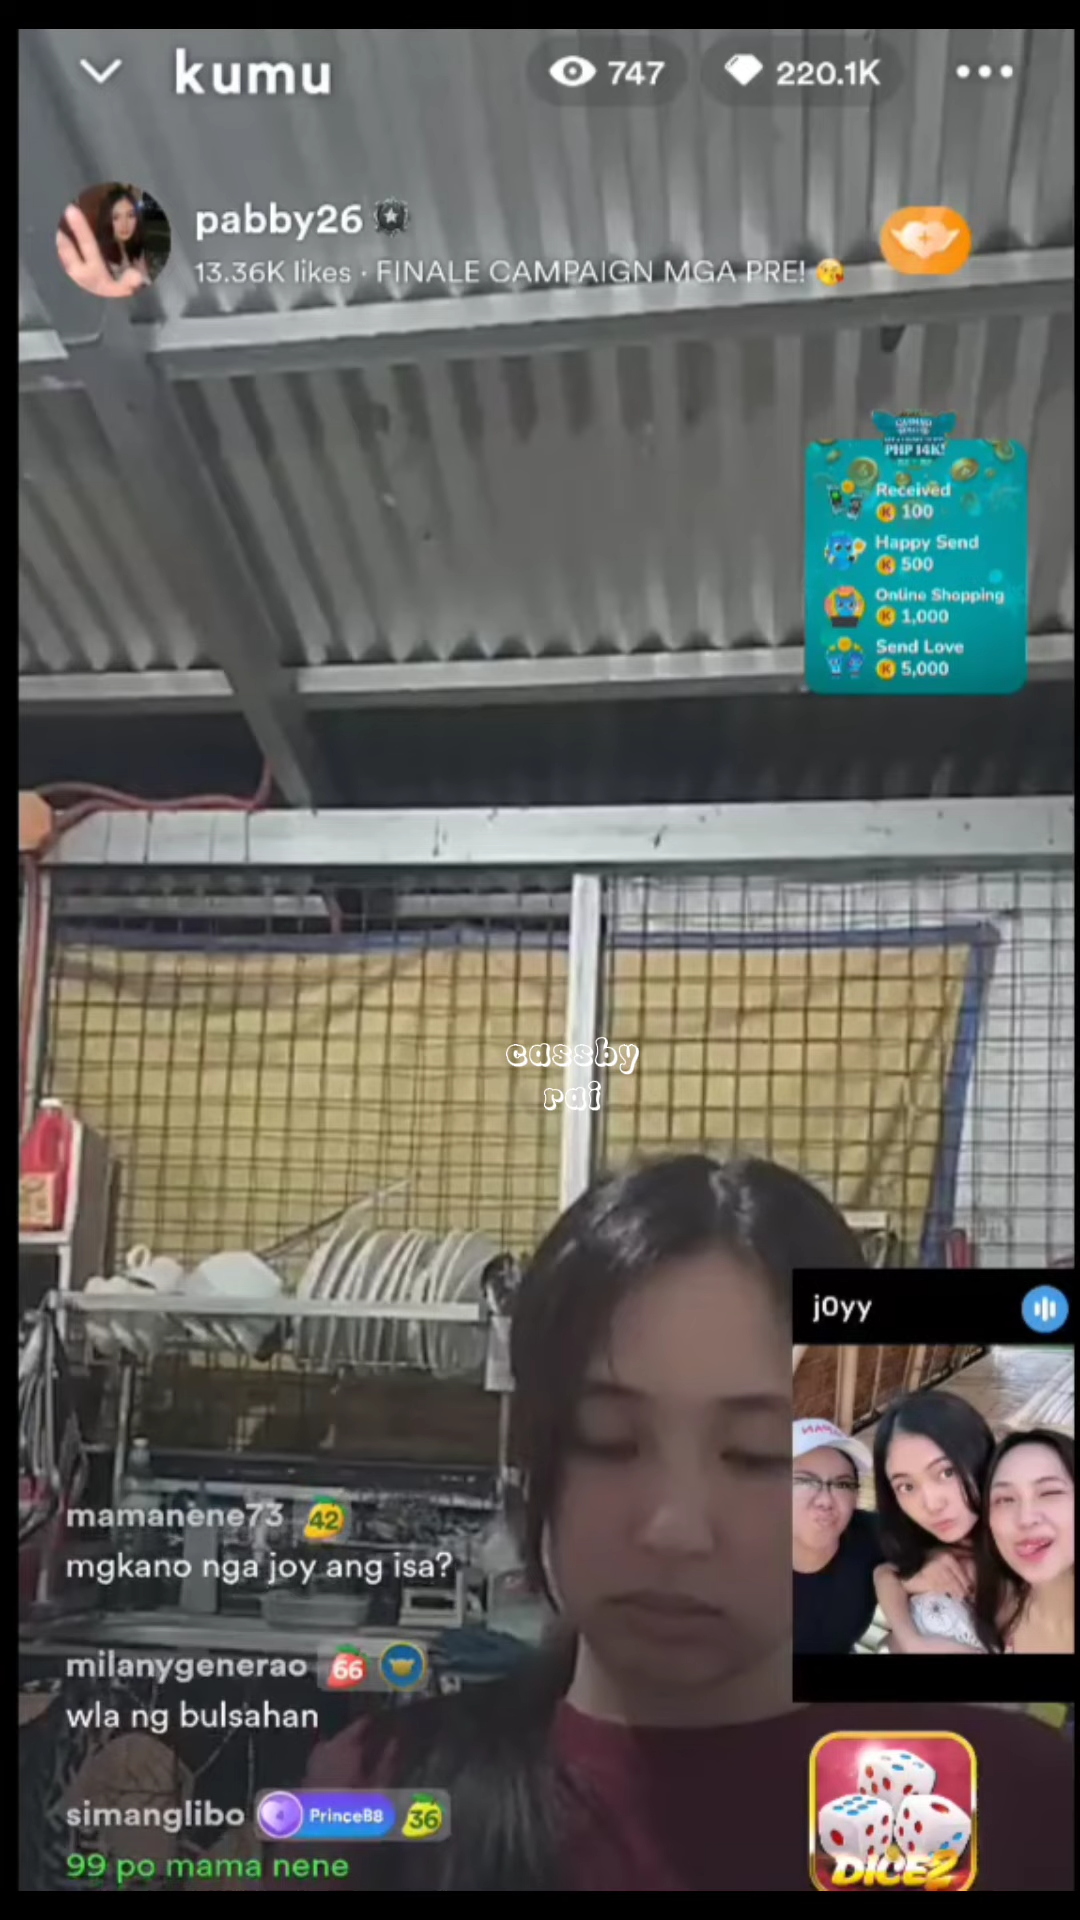 kumu 747 220.1K
pabby26
13.36K likes · FINALE CAMPAIGN MGA PRE! 😘
PHP 14K!
Received
K 100
Happy Send
K 500
Online Shopping
K 1,000
Send Love
K 5,000
cassby
rai
j0yy
mamanene73 42
mgkano nga joy ang isa?
milanygenerao 66
wla ng bulsahan
simanglibo 4 PrinceB8 36
99 po mama nene
DICE2